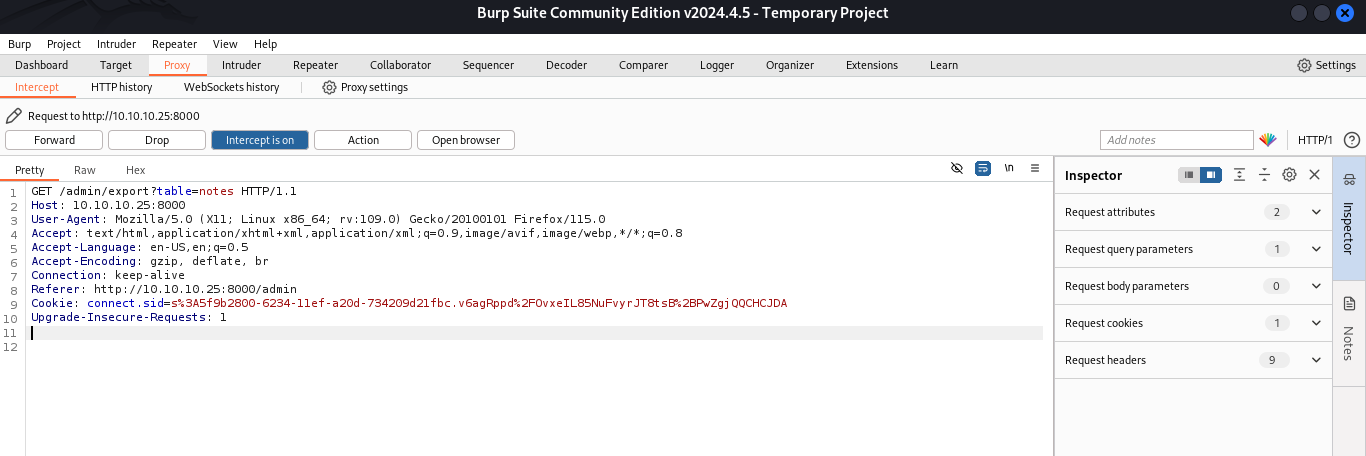 Burp Suite Community Edition v2024.4.5 - Temporary Project
Burp Project Intruder Repeater View Help
Dashboard Target Proxy Intruder Repeater Collaborator Sequencer Decoder Comparer Logger Organizer Extensions Learn Settings
Intercept HTTP history WebSockets history Proxy settings
Request to http://10.10.10.25:8000
Forward Drop Intercept is on Action Open browser Add notes HTTP/1
Pretty Raw Hex \n
Inspector
1 GET /admin/export?table=notes HTTP/1.1
2 Host: 10.10.10.25:8000
3 User-Agent: Mozilla/5.0 (X11; Linux x86_64; rv:109.0) Gecko/20100101 Firefox/115.0
4 Accept: text/html,application/xhtml+xml,application/xml;q=0.9,image/avif,image/webp,*/*;q=0.8
5 Accept-Language: en-US,en;q=0.5
6 Accept-Encoding: gzip, deflate, br
7 Connection: keep-alive
8 Referer: http://10.10.10.25:8000/admin
9 Cookie: connect.sid=s%3A5f9b2800-6234-11ef-a20d-734209d21fbc.v6agRppd%2FOvxeIL85NuFvyrJT8tsB%2BPwZgjQQCHCJDA
10 Upgrade-Insecure-Requests: 1
11
12
Request attributes 2
Request query parameters 1
Request body parameters 0
Request cookies 1
Request headers 9
Inspector
Notes